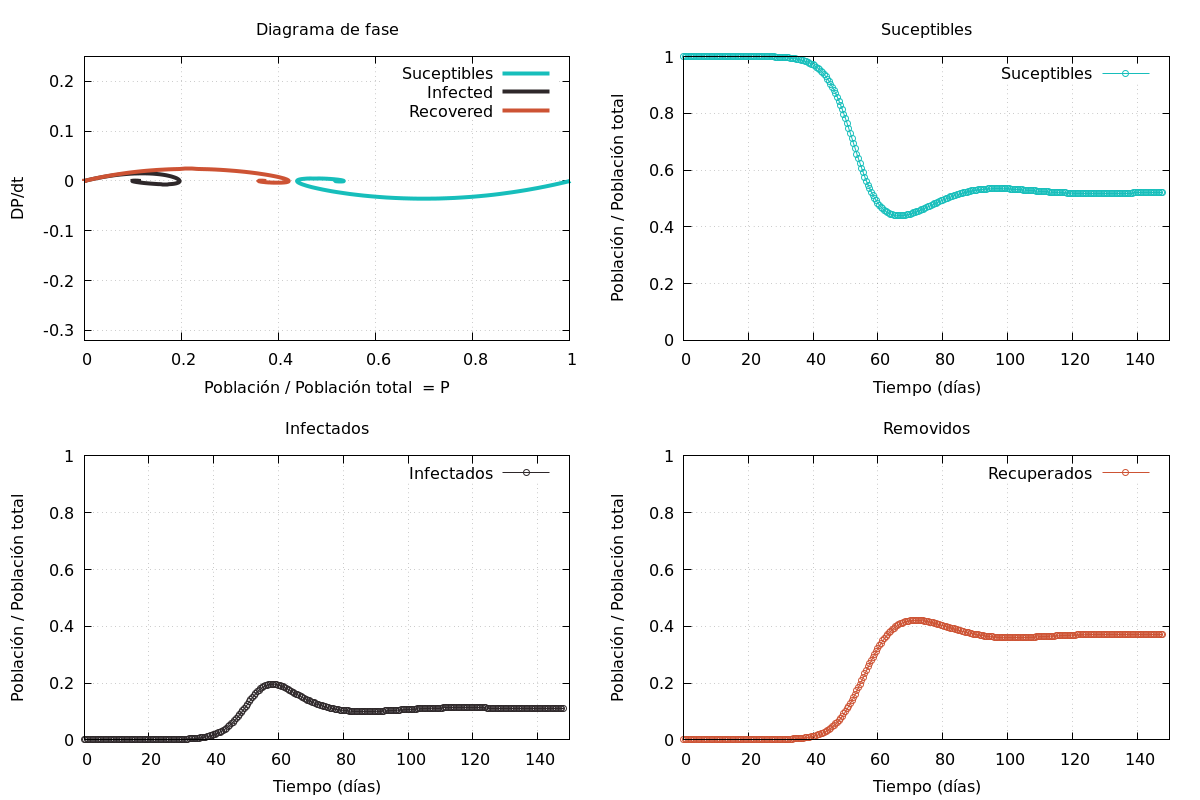 Diagrama de fase
0.2
0.1
0
-0.1
-0.2
-0.3
DP/dt
Suceptibles
Infected
Recovered
0 0.2 0.4 0.6 0.8 1
Población / Población total = P
Suceptibles
1
0.8
0.6
0.4
0.2
0
Población / Población total
Suceptibles
0 20 40 60 80 100 120 140
Tiempo (días)
Infectados
1
0.8
0.6
0.4
0.2
0
Población / Población total
Infectados
0 20 40 60 80 100 120 140
Tiempo (días)
Removidos
1
0.8
0.6
0.4
0.2
0
Población / Población total
Recuperados
0 20 40 60 80 100 120 140
Tiempo (días)